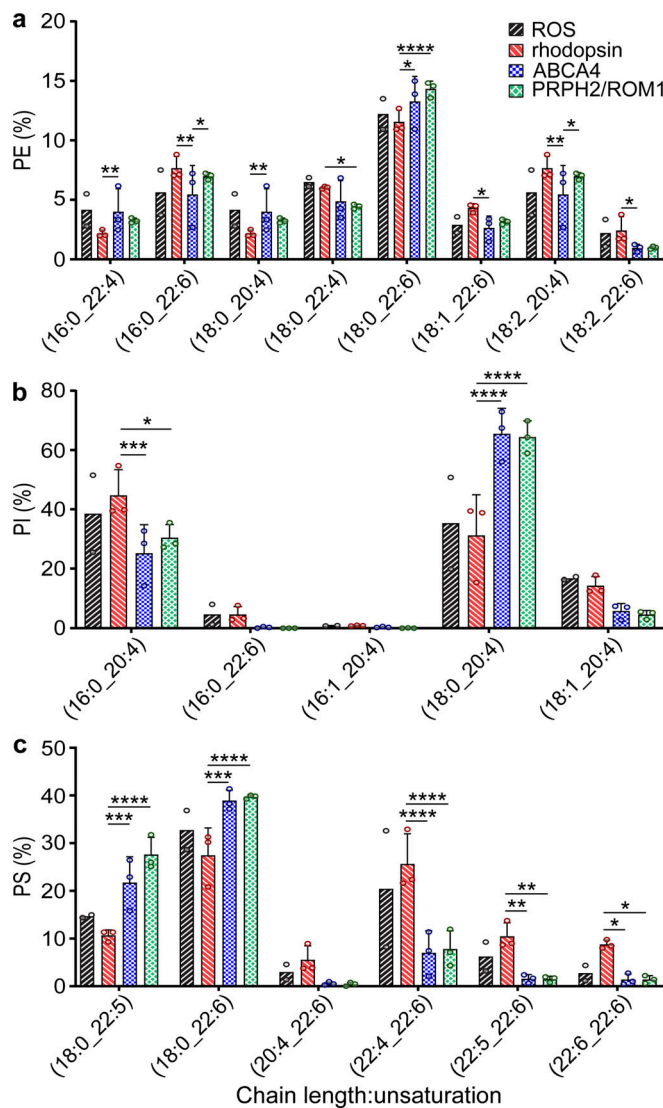 a
ROS
rhodopsin
ABCA4
PRPH2/ROM1
PE (%)
20
15
10
5
0
** ** * ** * * **** * ** * *
(16:0_22:4) (16:0_22:6) (18:0_20:4) (18:0_22:4) (18:0_22:6) (18:1_22:6) (18:2_20:4) (18:2_22:6)
b
PI (%)
80
60
40
20
0
* *** **** ****
(16:0_20:4) (16:0_22:6) (16:1_20:4) (18:0_20:4) (18:1_20:4)
c
PS (%)
50
40
30
20
10
0
**** *** **** *** **** **** ** ** * *
(18:0_22:5) (18:0_22:6) (20:4_22:6) (22:4_22:6) (22:5_22:6) (22:6_22:6)
Chain length:unsaturation